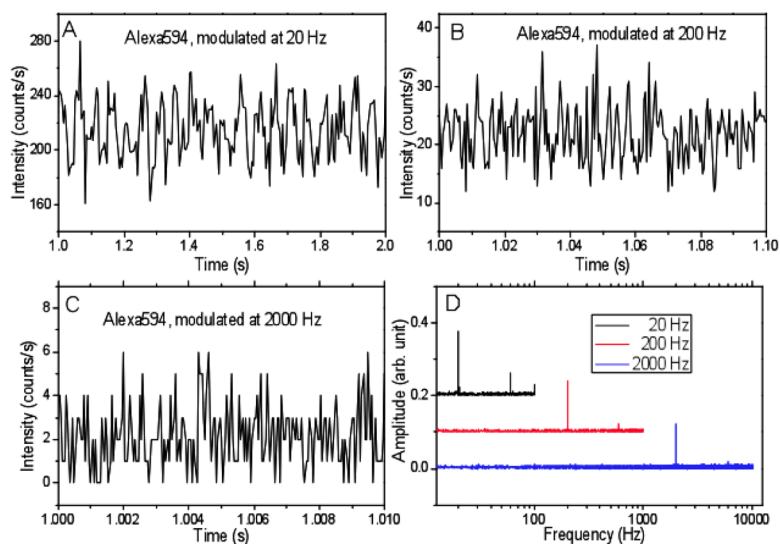 A
Alexa594, modulated at 20 Hz
280
240
200
160
Intensity (counts/s)
1.0 1.2 1.4 1.6 1.8 2.0
Time (s)
B
Alexa594, modulated at 200 Hz
40
30
20
10
Intensity (counts/s)
1.00 1.02 1.04 1.06 1.08 1.10
Time (s)
C
Alexa594, modulated at 2000 Hz
8
6
4
2
0
Intensity (counts/s)
1.000 1.002 1.004 1.006 1.008 1.010
Time (s)
D
20 Hz
200 Hz
2000 Hz
0.4
0.2
0.0
Amplitude (arb. unit)
100 1000 10000
Frequency (Hz)